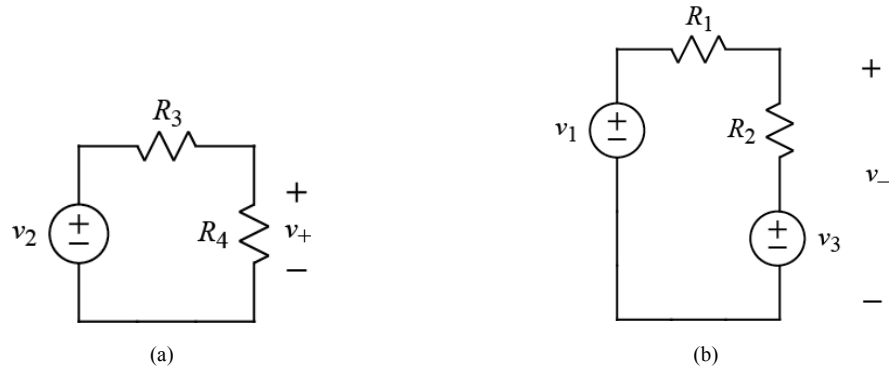 R₃
v₂
+
−
R₄
+
v₊
−
(a)
R₁
v₁
+
−
R₂
+
−
v₃
+
v₋
−
(b)